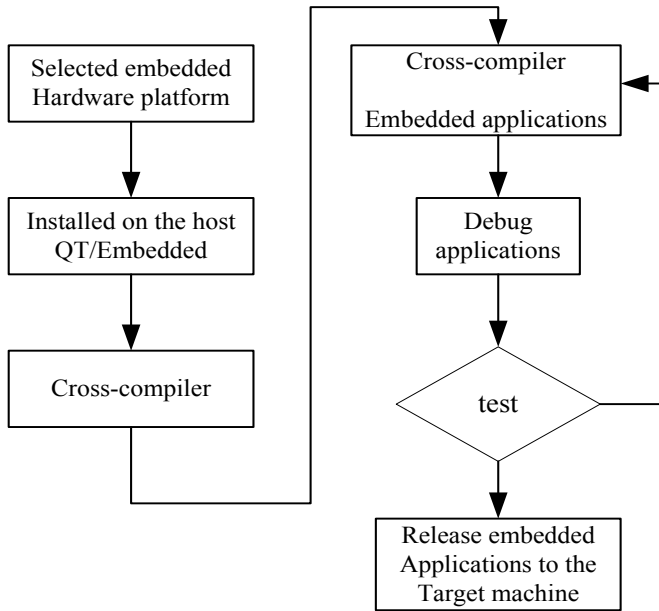 Selected embedded
Hardware platform
Installed on the host
QT/Embedded
Cross-compiler
Cross-compiler
Embedded applications
Debug
applications
test
Release embedded
Applications to the
Target machine